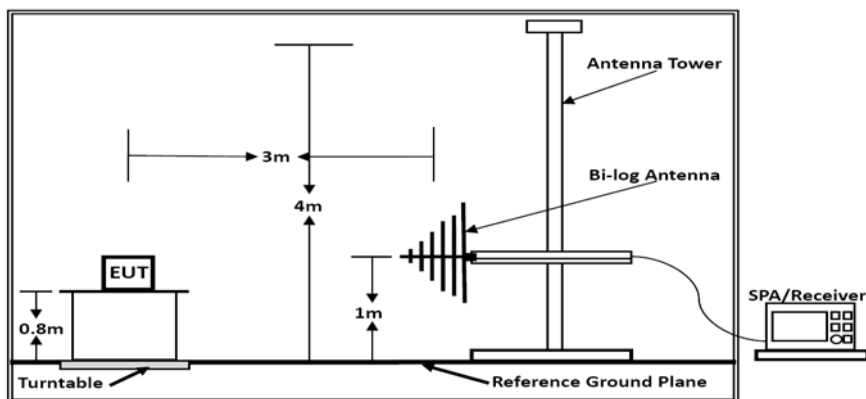 Antenna Tower
3m
Bi-log Antenna
4m
EUT
SPA/Receiver
0.8m
1m
Turntable
Reference Ground Plane